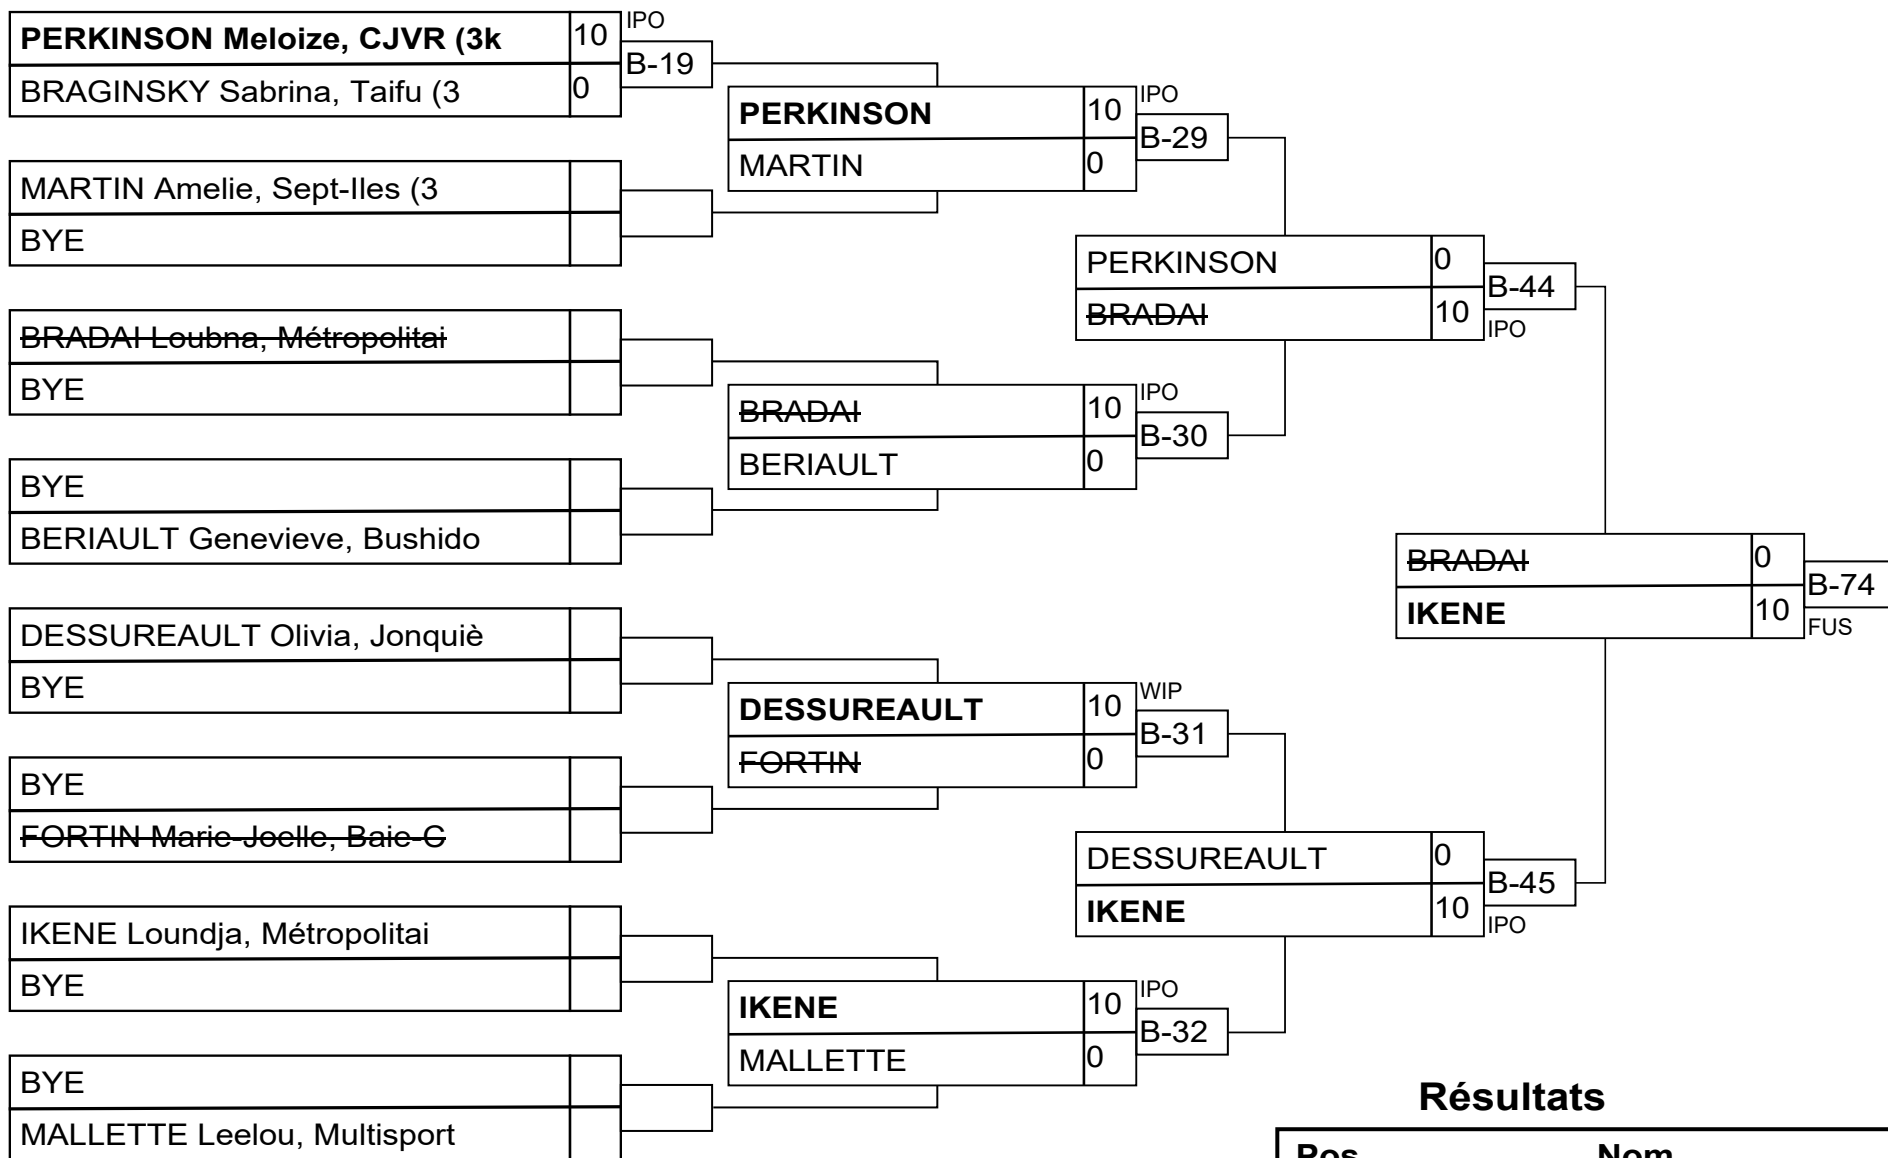 PERKINSON Meloize, CJVR (3k 10 IPO
BRAGINSKY Sabrina, Taifu (3 0
B-19
MARTIN Amelie, Sept-Iles (3
BYE
BRADAI Loubna, Métropolitai
BYE
BYE
BERIAULT Genevieve, Bushido
DESSUREAULT Olivia, Jonquiè
BYE
BYE
FORTIN Marie-Joelle, Baie-C
IKENE Loundja, Métropolitai
BYE
BYE
MALLETTE Leelou, Multisport
PERKINSON 10 IPO
MARTIN 0
B-29
BRADAI 10 IPO
BERIAULT 0
B-30
DESSUREAULT 10 WIP
FORTIN 0
B-31
IKENE 10 IPO
MALLETTE 0
B-32
PERKINSON 0
BRADAI 10 IPO
B-44
DESSUREAULT 0
IKENE 10 IPO
B-45
BRADAI 0
IKENE 10 FUS
B-74
Résultats
Pos Nom